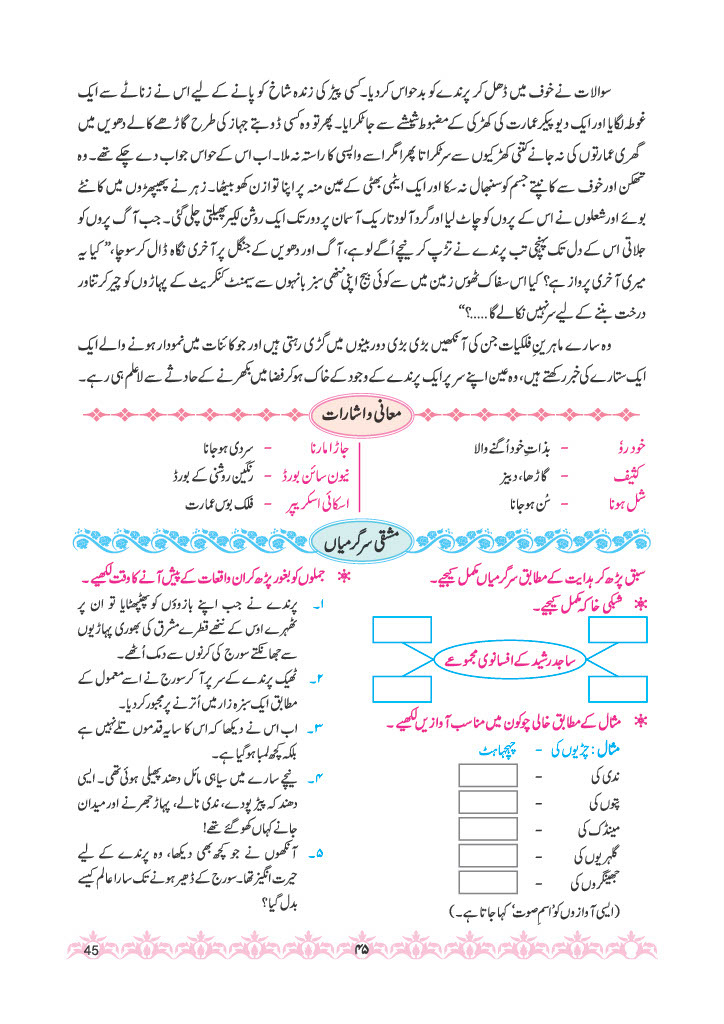 سوالات نے خوف میں ڈھل کر پرندے کو بدحواس کردیا۔ کسی پیڑ کی زندہ شاخ کو پانے کے لیے اس نے زناٹے سے ایک
غوطہ لگایا اور ایک دیو پیکر عمارت کی کھڑکی کے مضبوط شیشے سے جا ٹکرایا۔ پھر تو وہ کسی ڈوبتے جہاز کی طرح گاڑھے کالے دھویں میں
گھری عمارتوں کی نہ جانے کتنی کھڑکیوں سے سر ٹکراتا پھرا مگر اسے واپسی کا راستہ نہ ملا۔ اب اس کے حواس جواب دے چکے تھے۔ وہ
تھکن اور خوف سے کانپتے جسم کو سنبھال نہ سکا اور ایک ایٹمی بھٹی کے عین منہ پر اپنا توازن کھو بیٹھا۔ زہر نے پھیپھڑوں میں کانٹے
بوئے اور شعلوں نے اس کے پروں کو چاٹ لیا اور گرد آلود تاریک آسمان پر دور تک ایک روشن لکیر پھیلتی چلی گئی۔ جب آگ پروں کو
جلاتی اس کے دل تک پہنچی تب پرندے نے تڑپ کر نیچے اُگے لوہے، آگ اور دھویں کے جنگل پر آخری نگاہ ڈال کر سوچا، ”کیا یہ
میری آخری پرواز ہے؟ کیا اس سفاک ٹھوس زمین میں سے کوئی بیج اپنی ننھی سبز بانہوں سے سیمنٹ کنکریٹ کے پہاڑوں کو چیر کر تناور
درخت بننے کے لیے سر نہیں نکالے گا .....؟“
وہ سارے ماہرینِ فلکیات جن کی آنکھیں بڑی بڑی دوربینوں میں گڑی رہتی ہیں اور جو کائنات میں نمودار ہونے والے ایک
ایک ستارے کی خبر رکھتے ہیں، وہ عین اپنے سر پر ایک پرندے کے وجود کے خاک ہو کر فضا میں بکھرنے کے حادثے سے لا علم ہی رہے۔
معانی و اشارات
خود رَو - بذاتِ خود اُگنے والا
کثیف - گاڑھا، دبیز
شل ہونا - سُن ہوجانا
جاڑا مارنا - سردی ہوجانا
نیون سائن بورڈ - رنگین روشنی کے بورڈ
اسکائی اسکریپر - فلک بوس عمارت
مشقی سرگرمیاں
سبق پڑھ کر ہدایت کے مطابق سرگرمیاں مکمل کیجیے۔
شبکی خاکہ مکمل کیجیے۔
ساجد رشید کے افسانوی مجموعے
مثال کے مطابق خالی چوکون میں مناسب آوازیں لکھیے۔
مثال : چڑیوں کی - چہچہاہٹ
ندی کی -
پتوں کی -
مینڈک کی -
گلہریوں کی -
جھینگروں کی -
(ایسی آوازوں کو ’اسمِ صوت‘ کہا جاتا ہے۔)
جملوں کو بغور پڑھ کر ان واقعات کے پیش آنے کا وقت لکھیے۔
۱۔ پرندے نے جب اپنے بازوؤں کو پھڑپھٹایا تو ان پر
ٹھہرے اوس کے ننھے قطرے مشرق کی بھوری پہاڑیوں
سے جھانکتے سورج کی کرنوں سے دمک اُٹھے۔
۲۔ ٹھیک پرندے کے سر پر آکر سورج نے اسے معمول کے
مطابق ایک سبزہ زار میں اُترنے پر مجبور کردیا۔
۳۔ اب اس نے دیکھا کہ اس کا سایہ قدموں تلے نہیں ہے
بلکہ کچھ لمبا ہوگیا ہے۔
۴۔ نیچے سارے میں سیاہی مائل دھند پھیلی ہوئی تھی۔ ایسی
دھند کہ پیڑ پودے، ندی نالے، پہاڑ جھرنے اور میدان
جانے کہاں کھو گئے تھے!
۵۔ آنکھوں نے جو کچھ بھی دیکھا، وہ پرندے کے لیے
حیرت انگیز تھا۔ سورج کے ڈھیر ہونے تک سارا عالم کیسے
بدل گیا؟
۴۵
45